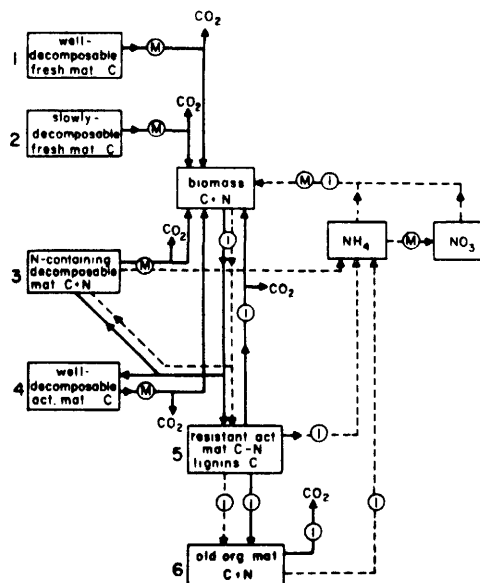 CO2
1
well-
decomposable
fresh mat C
M
CO2
2
slowly-
decomposable
fresh mat. C
M
biomass
C+N
M
I
I
NH4
M
NO3
3
N-containing
decomposable
mat C+N
CO2
M
CO2
I
4
well-
decomposable
act. mat C
M
CO2
5
resistant act
mat C-N
lignins C
I
I
I
CO2
I
I
6
old org mat
C+N